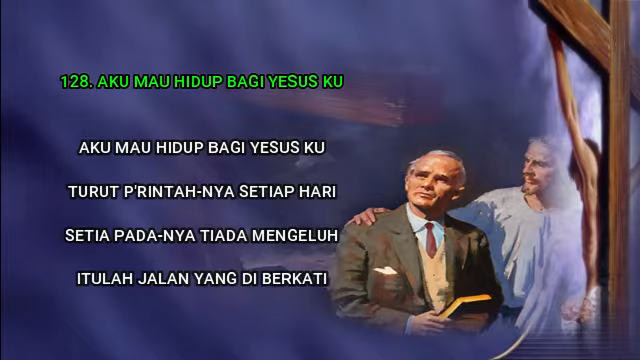 128. AKU MAU HIDUP BAGI YESUS KU
AKU MAU HIDUP BAGI YESUS KU
TURUT P'RINTAH-NYA SETIAP HARI
SETIA PADA-NYA TIADA MENGELUH
ITULAH JALAN YANG DI BERKATI